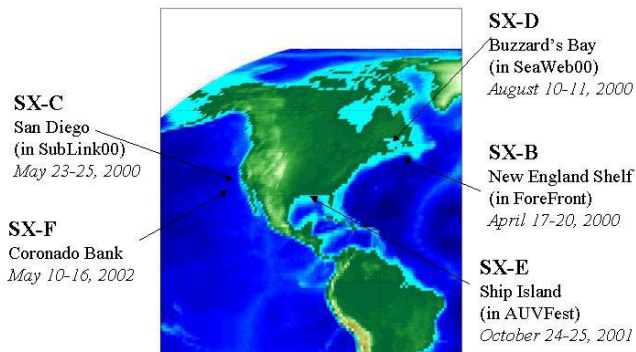 SX-D
Buzzard's Bay
(in SeaWeb00)
August 10-11, 2000
SX-C
San Diego
(in SubLink00)
May 23-25, 2000
SX-B
New England Shelf
(in ForeFront)
April 17-20, 2000
SX-F
Coronado Bank
May 10-16, 2002
SX-E
Ship Island
(in AUVFest)
October 24-25, 2001